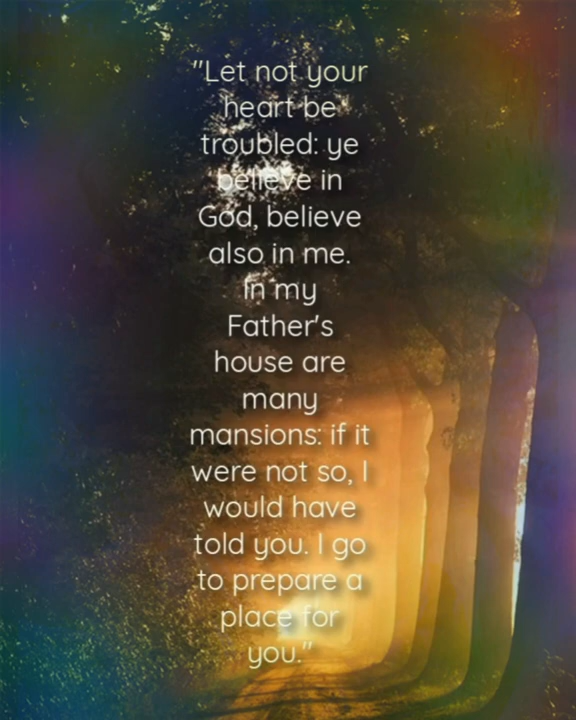 "Let not your
heart be
troubled: ye
believe in
God, believe
also in me.
In my
Father's
house are
many
mansions: if it
were not so, I
would have
told you. I go
to prepare a
place for
you."